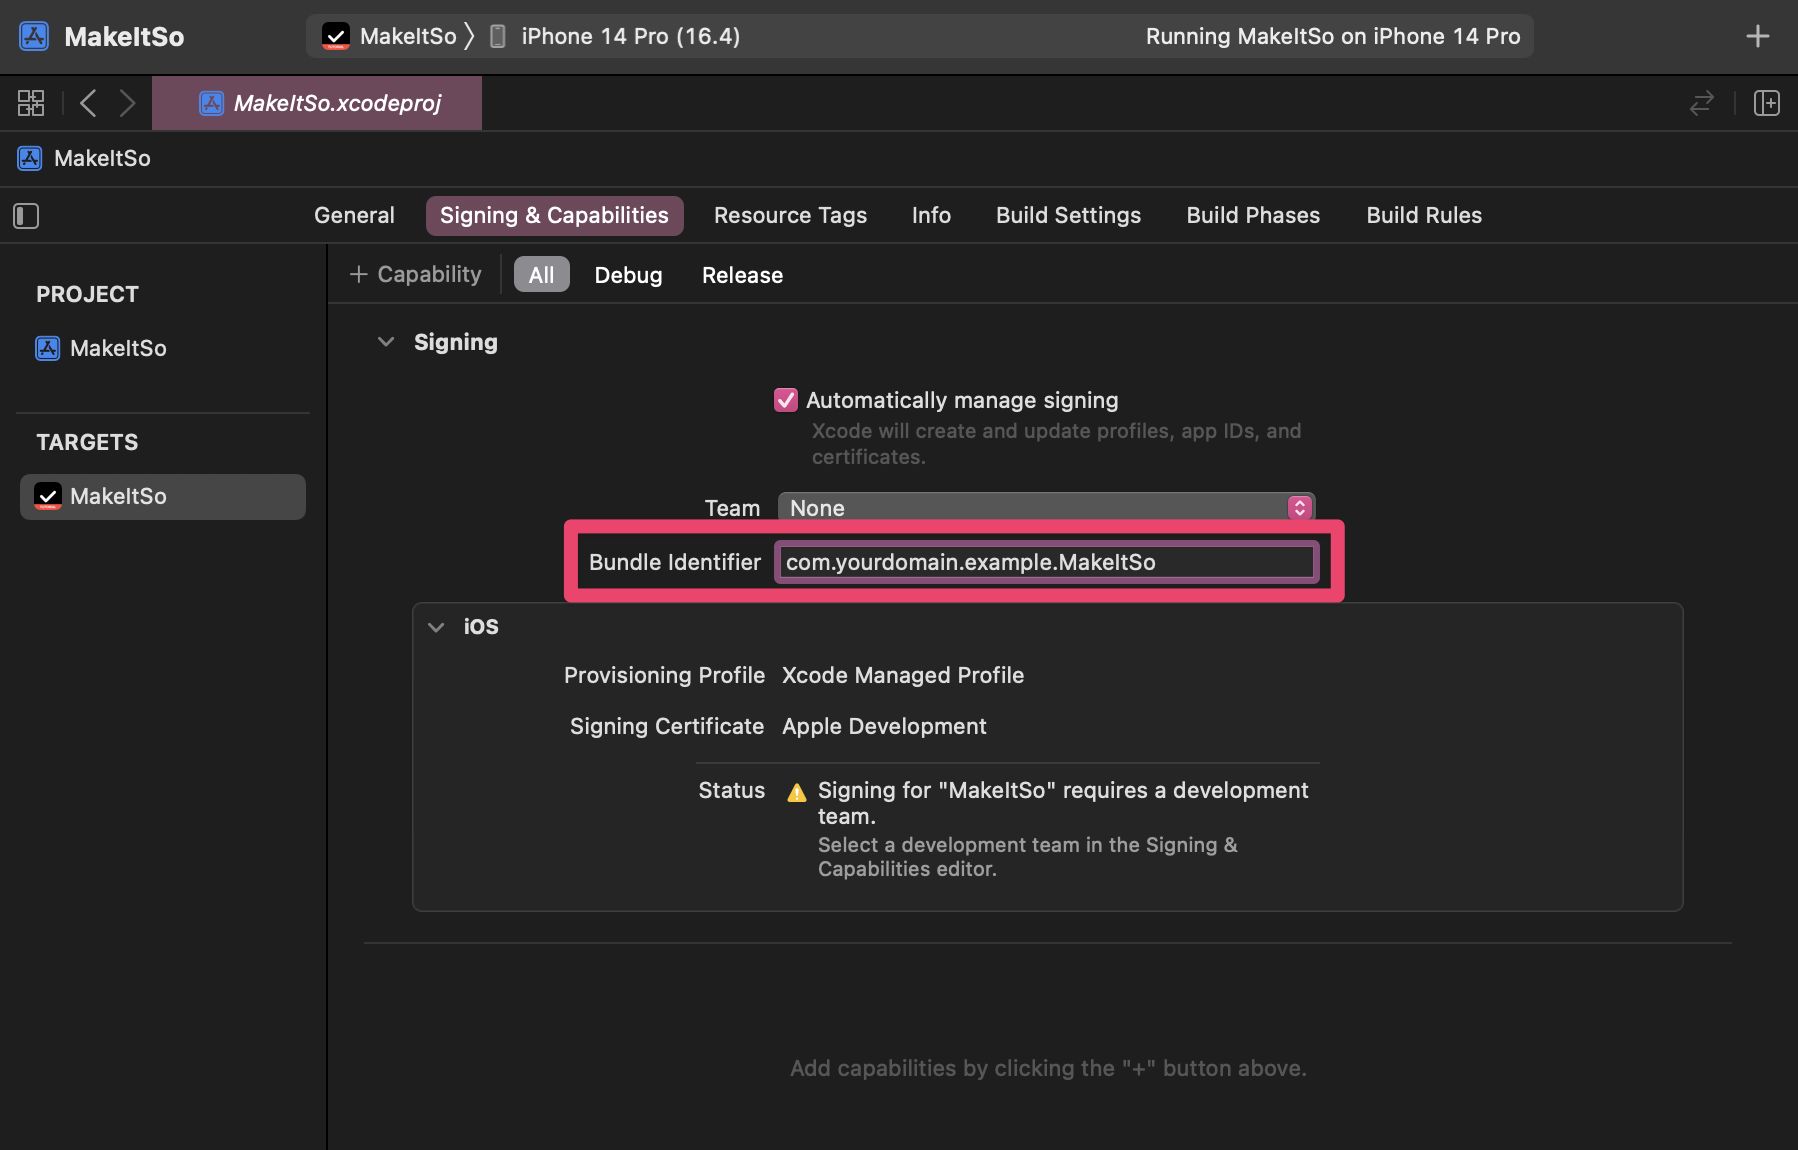 MakeItSo
MakeItSo
iPhone 14 Pro (16.4)
Running MakeItSo on iPhone 14 Pro
MakeItSo.xcodeproj
MakeItSo
General
Signing & Capabilities
Resource Tags
Info
Build Settings
Build Phases
Build Rules
PROJECT
MakeItSo
TARGETS
MakeItSo
+ Capability
All
Debug
Release
Signing
Automatically manage signing
Xcode will create and update profiles, app IDs, and
certificates.
Team None
Bundle Identifier com.yourdomain.example.MakeItSo
iOS
Provisioning Profile Xcode Managed Profile
Signing Certificate Apple Development
Status Signing for "MakeItSo" requires a development
team.
Select a development team in the Signing &
Capabilities editor.
Add capabilities by clicking the "+" button above.